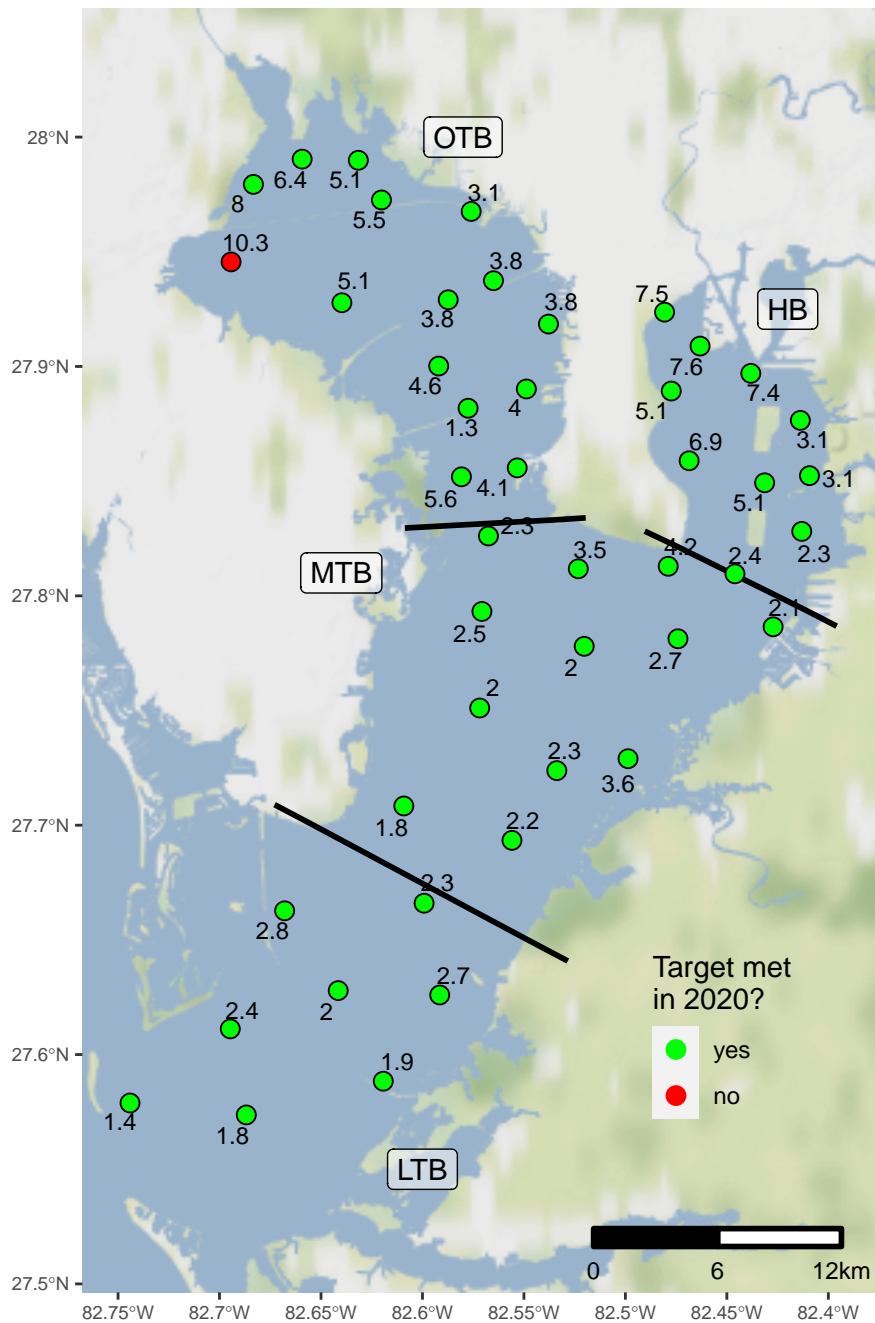 28°N
OTB
6.4
5.1
8
5.5
3.1
10.3
5.1
3.8
3.8
3.8
7.5
HB
27.9°N
4.6
4
7.6
7.4
5.1
1.3
3.1
6.9
5.6
4.1
5.1
3.1
2.3
2.3
MTB
3.5
4.2
2.4
27.8°N
2.1
2.5
2
2.7
2
2.3
3.6
27.7°N
1.8
2.2
2.3
2.8
2.7
Target met
in 2020?
2
2.4
yes
27.6°N
1.9
no
1.4
1.8
LTB
0 6 12km
27.5°N
82.75°W 82.7°W 82.65°W 82.6°W 82.55°W 82.5°W 82.45°W 82.4°W